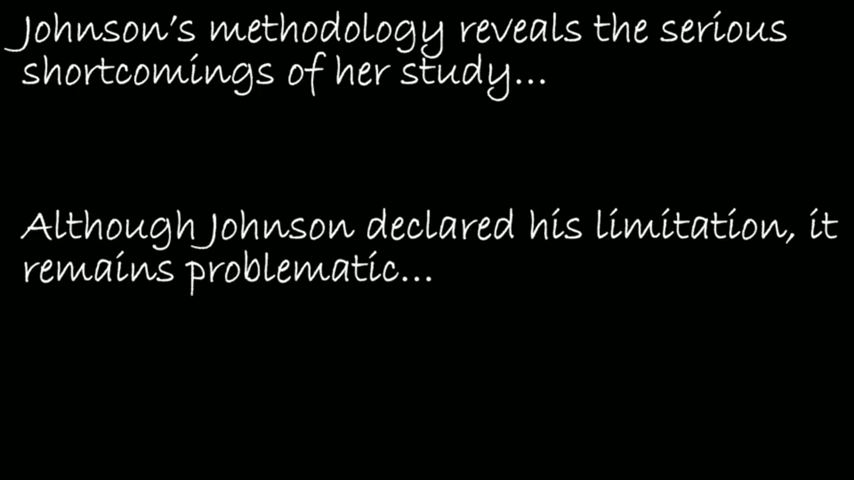 Johnson's methodology reveals the serious
shortcomings of her study...
Although Johnson declared his limitation, it
remains problematic...